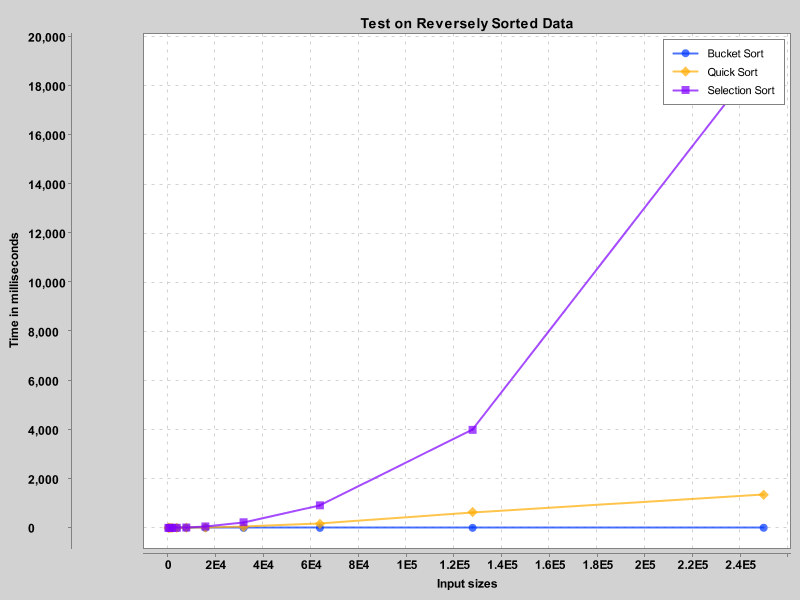 Test on Reversely Sorted Data
Bucket Sort
Quick Sort
Selection Sort
20,000
18,000
16,000
14,000
12,000
10,000
8,000
6,000
4,000
2,000
0
Time in milliseconds
0 2E4 4E4 6E4 8E4 1E5 1.2E5 1.4E5 1.6E5 1.8E5 2E5 2.2E5 2.4E5
Input sizes